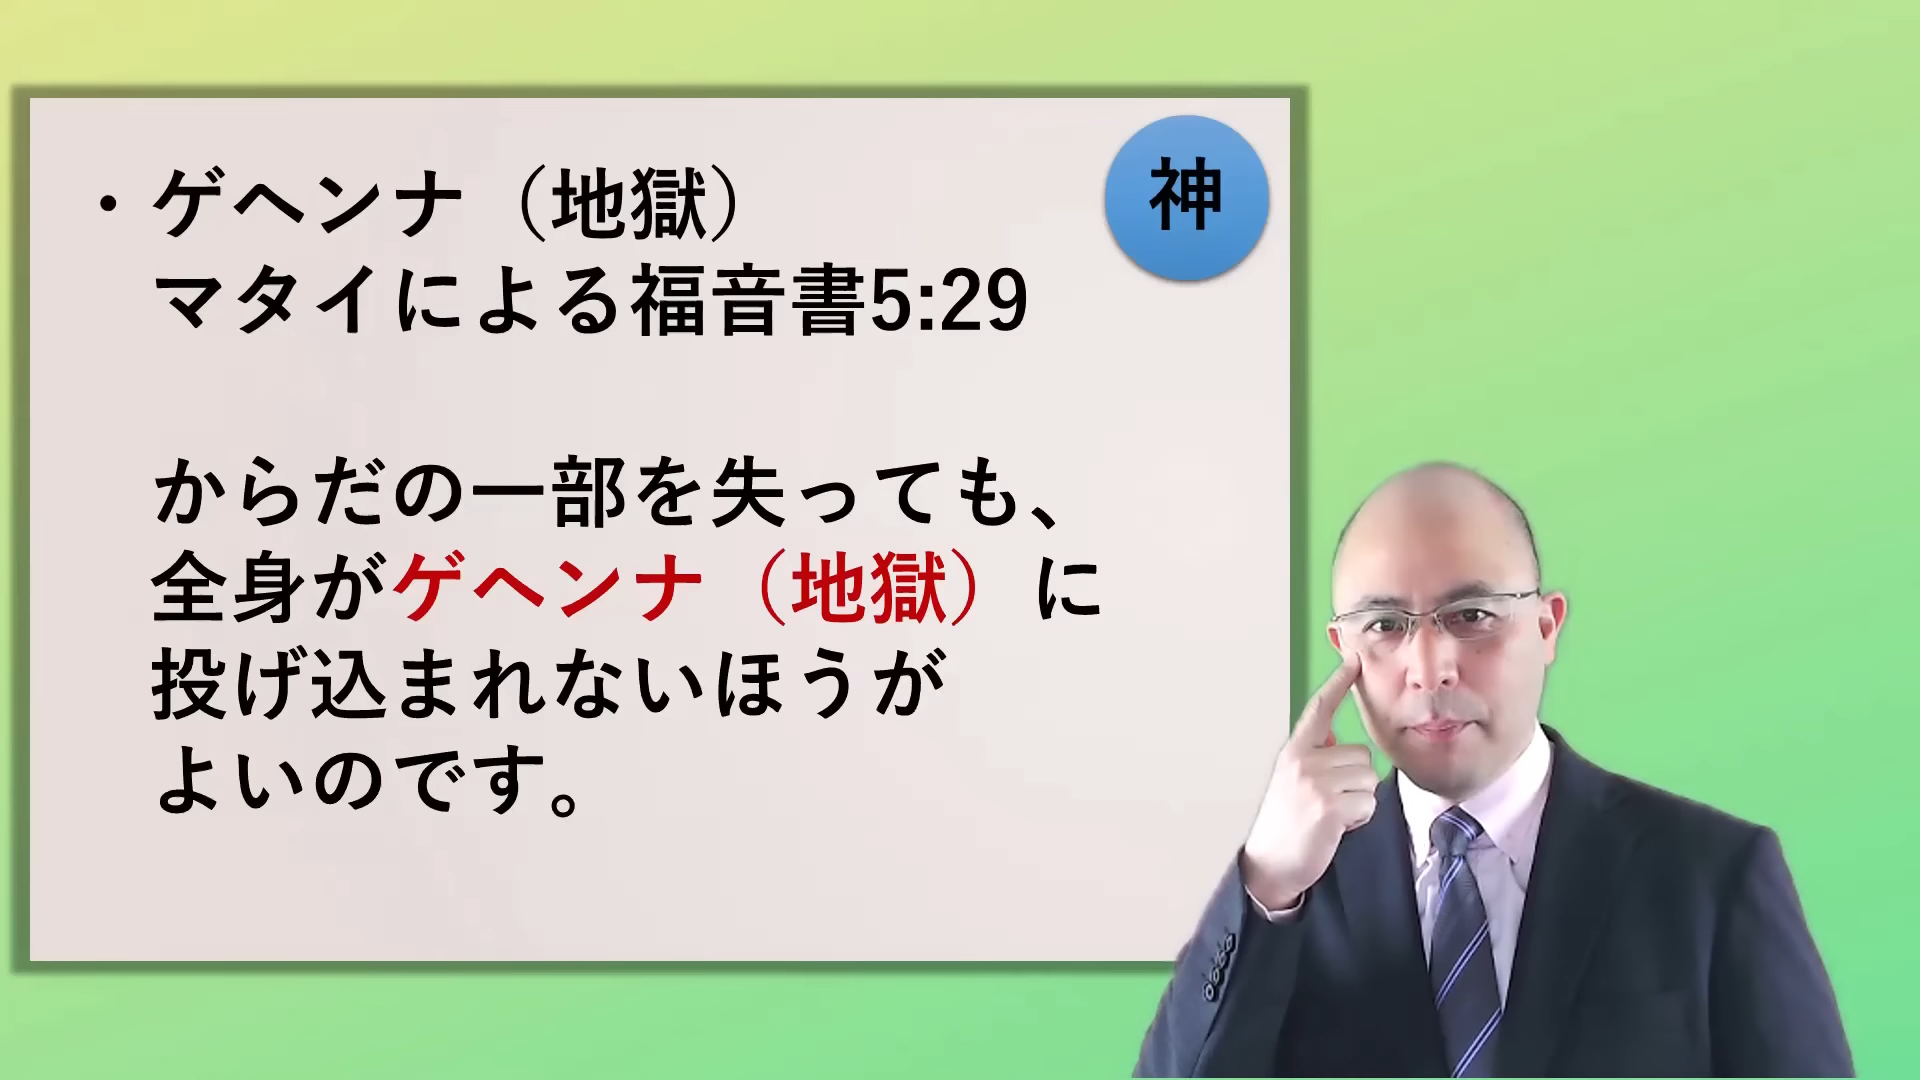 ・ゲヘンナ（地獄）
神
マタイによる福音書5:29
からだの一部を失っても、
全身がゲヘンナ（地獄）に
投げ込まれないほうが
よいのです。